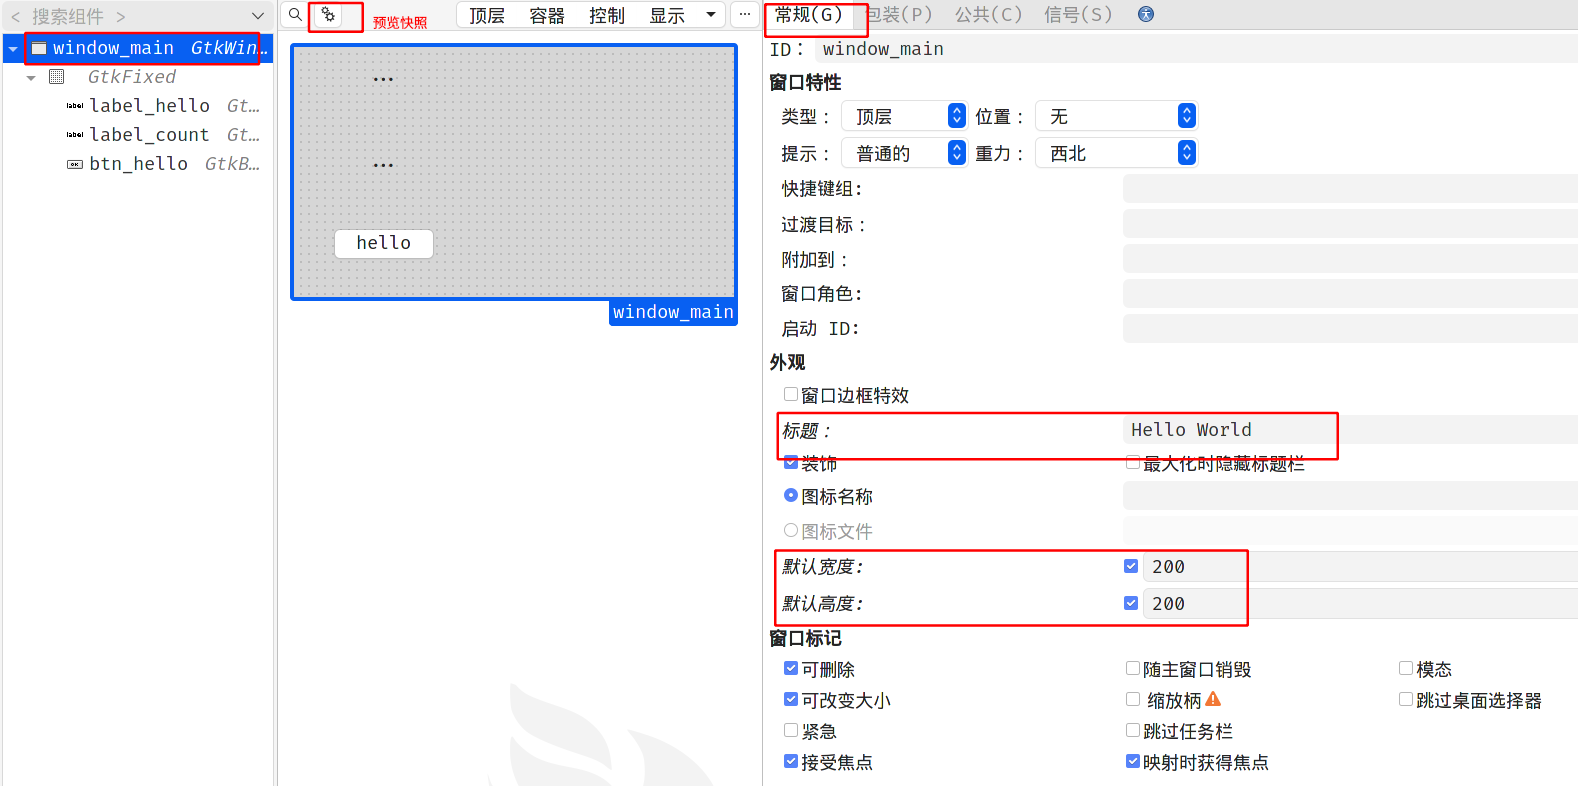 < 搜索组件 >
window_main GtkWin…
GtkFixed
label label_hello Gt…
label label_count Gt…
OK btn_hello GtkB…
预览快照
顶层 容器 控制 显示
...
...
...
hello
window_main
常规(G) 包装(P) 公共(C) 信号(S)
ID： window_main
窗口特性
类型： 顶层 位置： 无
提示： 普通的 重力： 西北
快捷键组:
过渡目标：
附加到：
窗口角色:
启动 ID:
外观
窗口边框特效
标题： Hello World
装饰 最大化时隐藏标题栏
图标名称
图标文件
默认宽度: 200
默认高度: 200
窗口标记
可删除 随主窗口销毁 模态
可改变大小 缩放柄 跳过桌面选择器
紧急 跳过任务栏
接受焦点 映射时获得焦点